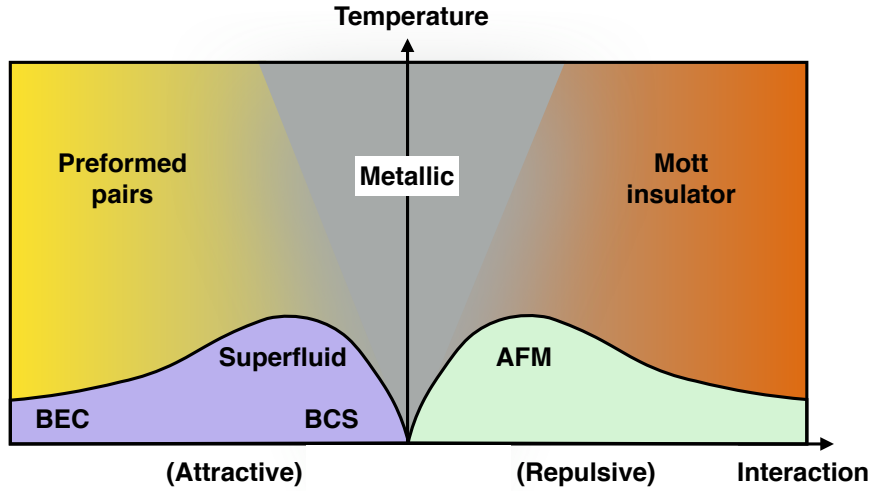 Temperature
Preformed
pairs
Metallic
Mott
insulator
Superfluid
AFM
BEC
BCS
(Attractive)
(Repulsive)
Interaction